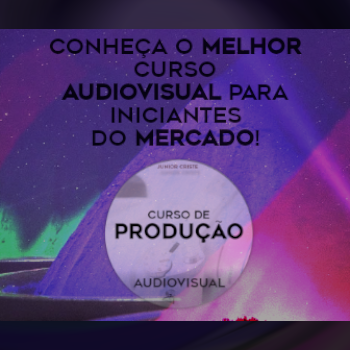 CONHEÇA O MELHOR
CURSO
AUDIOVISUAL PARA
INICIANTES
DO MERCADO!
CURSO DE
PRODUÇÃO
AUDIOVISUAL